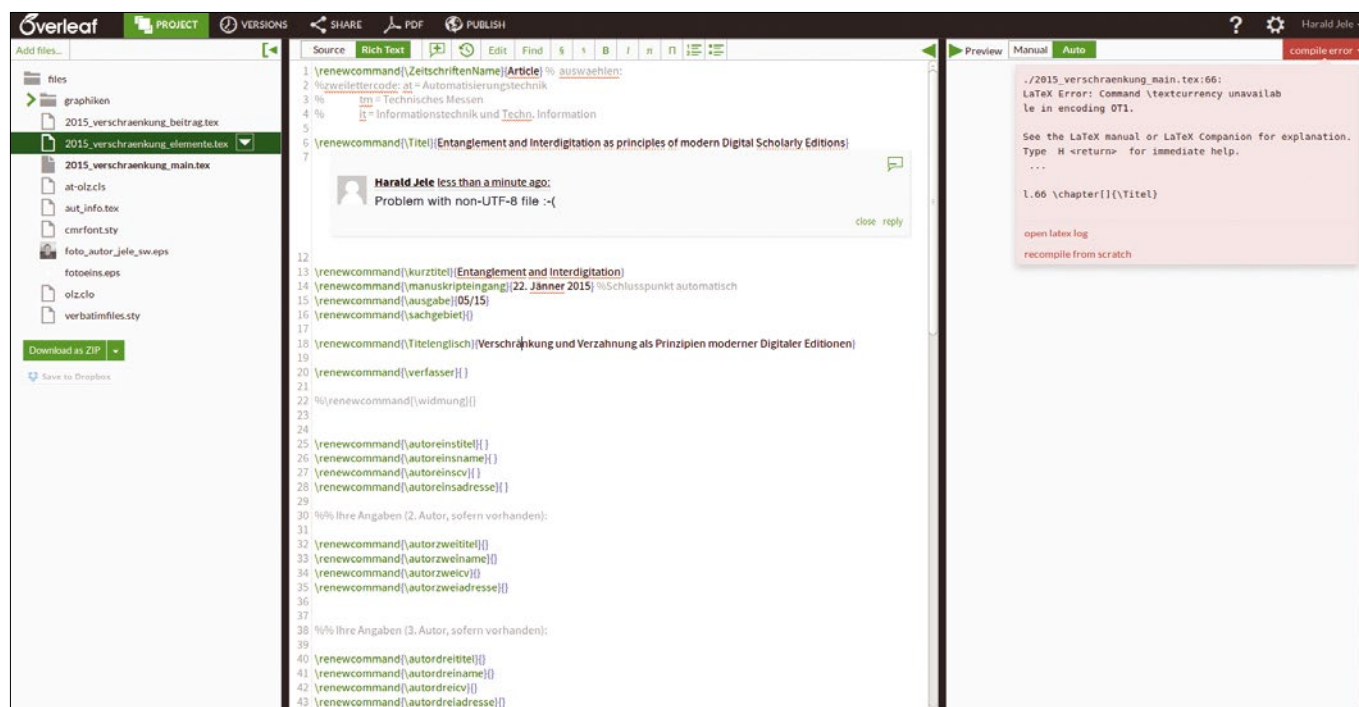 Overleaf PROJECT VERSIONS SHARE PDF PUBLISH ? Harald Jele
Add files...
files
graphiken
2015_verschraenkung_beitrag.tex
2015_verschraenkung_elemente.tex
2015_verschraenkung_main.tex
at-olz.cls
aut_info.tex
cmrfont.sty
foto_autor_jele_sw.eps
fotoeins.eps
olz.clo
verbatimfiles.sty
Download as ZIP
Save to Dropbox
Source Rich Text Edit Find § B I π Π
1 \renewcommand{\ZeitschriftenName}{Article} % auswaehlen:
2 %zweilettercode: at = Automatisierungstechnik
3 % tm = Technisches Messen
4 % it = Informationstechnik und Techn. Information
5
6 \renewcommand{\Titel}{Entanglement and Interdigitation as principles of modern Digital Scholarly Editions}
7
Harald Jele less than a minute ago:
Problem with non-UTF-8 file :-(
close reply
12
13 \renewcommand{\kurztitel}{Entanglement and Interdigitation}
14 \renewcommand{\manuskripteingang}{22. Jänner 2015} %Schlusspunkt automatisch
15 \renewcommand{\ausgabe}{05/15}
16 \renewcommand{\sachgebiet}{}
17
18 \renewcommand{\Titelenglisch}{Verschränkung und Verzahnung als Prinzipien moderner Digitaler Editionen}
19
20 \renewcommand{\verfasser}{ }
21
22 %\renewcommand{\widmung}{}
23
24
25 \renewcommand{\autoreinstitel}{ }
26 \renewcommand{\autoreinsname}{ }
27 \renewcommand{\autoreinscv}{ }
28 \renewcommand{\autoreinsadresse}{ }
29
30 %% Ihre Angaben (2. Autor, sofern vorhanden):
31
32 \renewcommand{\autorzweititel}{}
33 \renewcommand{\autorzweiname}{}
34 \renewcommand{\autorzweicv}{}
35 \renewcommand{\autorzweiadresse}{}
36
37
38 %% Ihre Angaben (3. Autor, sofern vorhanden):
39
40 \renewcommand{\autordreititel}{}
41 \renewcommand{\autordreiname}{}
42 \renewcommand{\autordreicv}{}
43 \renewcommand{\autordreiadresse}{}
Preview Manual Auto compile error
./2015_verschraenkung_main.tex:66:
LaTeX Error: Command \textcurrency unavailab
le in encoding OT1.
See the LaTeX manual or LaTeX Companion for explanation.
Type H <return> for immediate help.
...
l.66 \chapter[]{\Titel}
open latex log
recompile from scratch